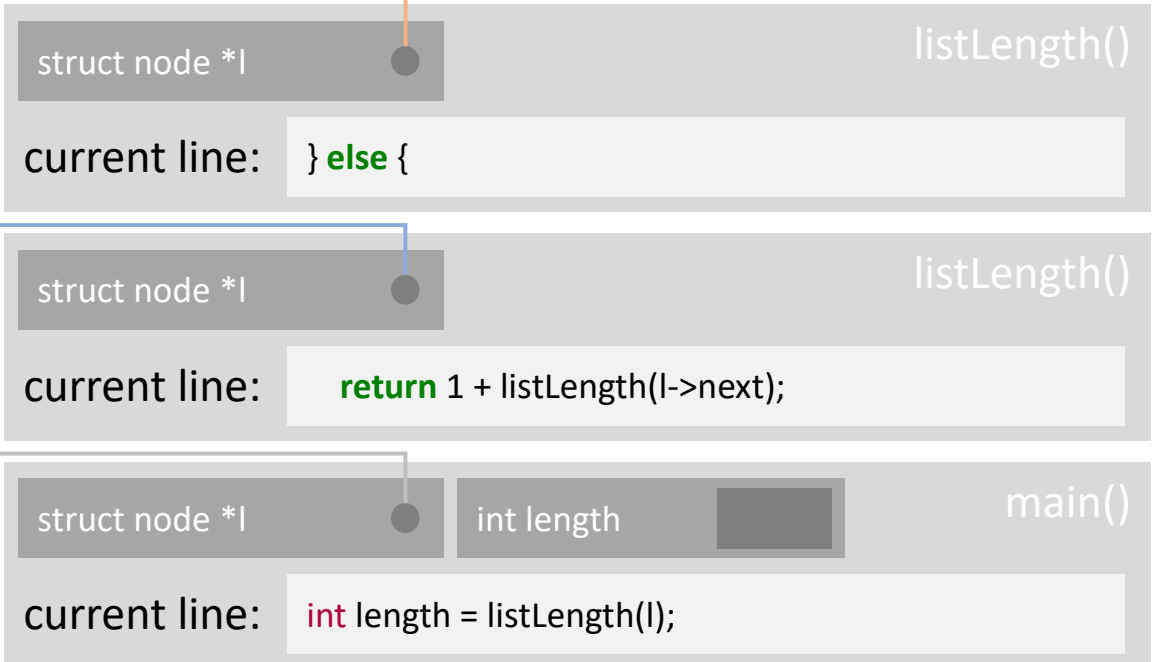 listLength()
struct node *l
current line: } else {
listLength()
struct node *l
current line: return 1 + listLength(l->next);
main()
struct node *l int length
current line: int length = listLength(l);